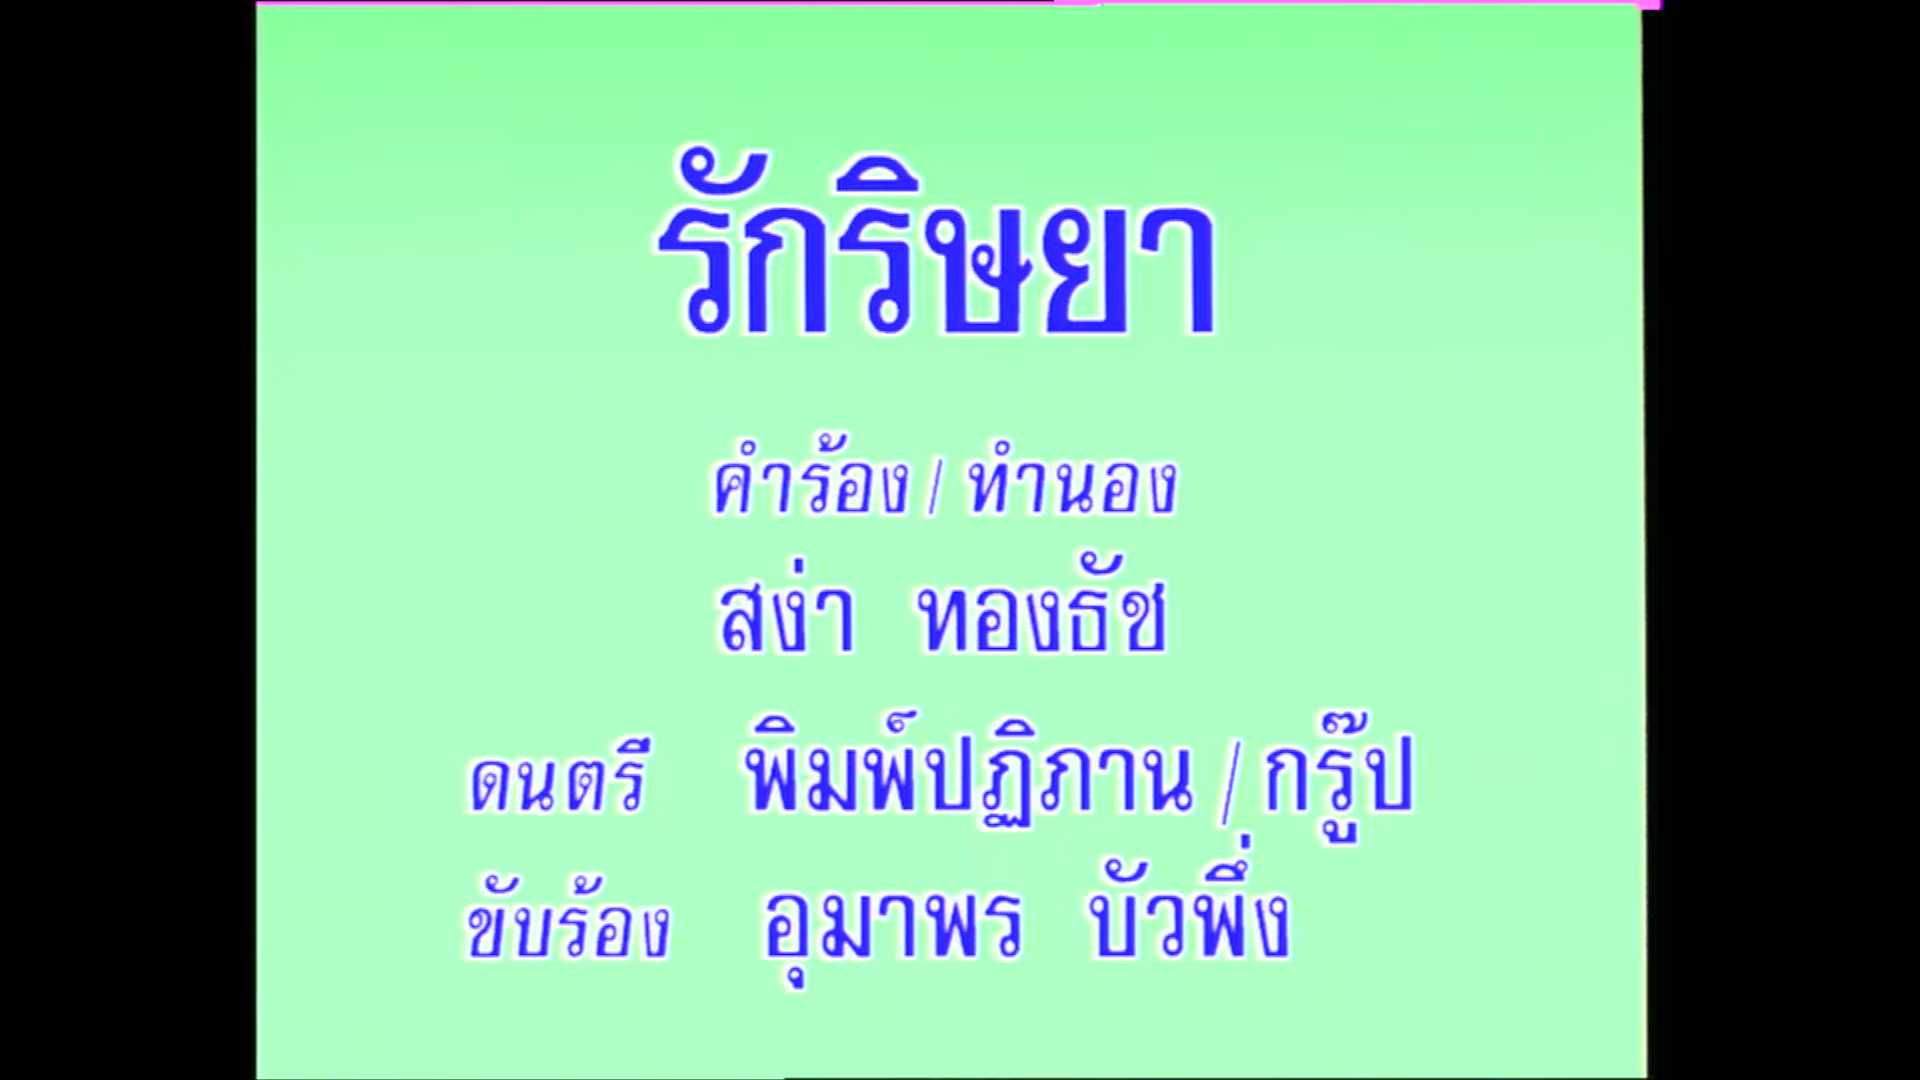 รักริษยา
คำร้อง / ทำนอง
สง่า ทองธัช
ดนตรี พิมพ์ปฏิภาน / กรุ๊ป
ขับร้อง อุมาพร บัวพึ่ง